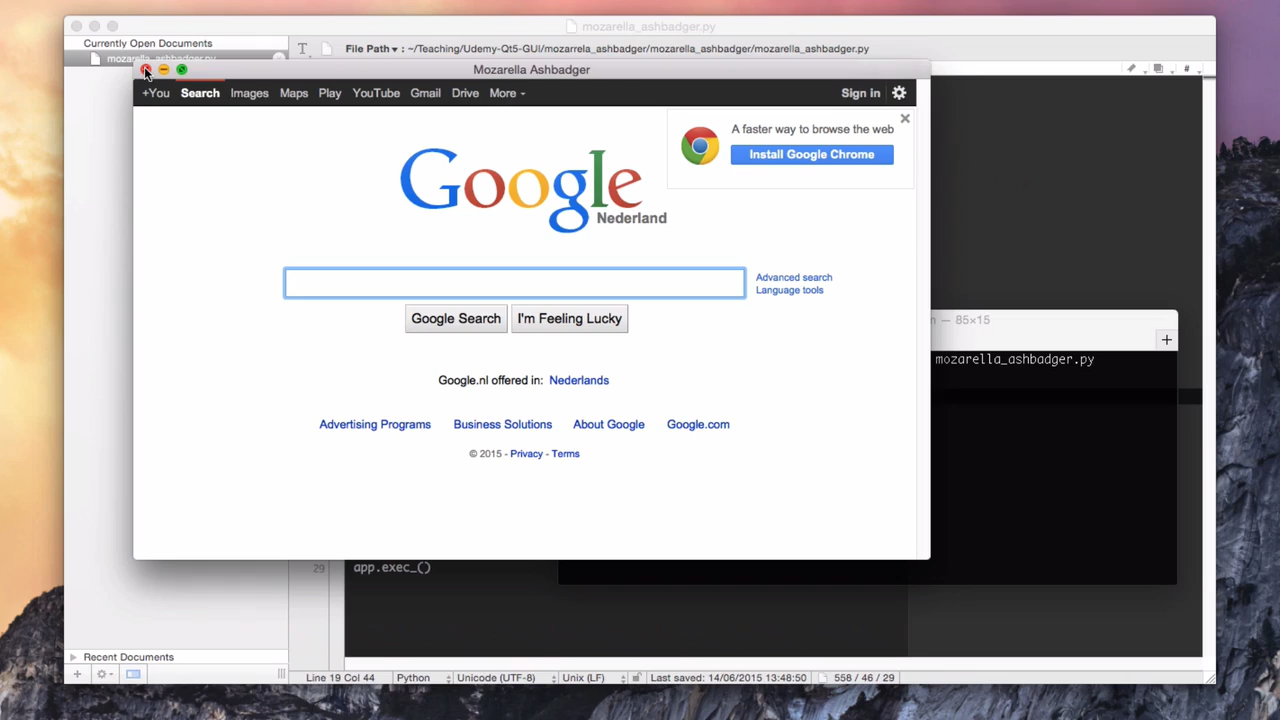 mozarella_ashbadger.py
Currently Open Documents
File Path ▾ : ~/Teaching/Udemy-Qt5-GUI/mozarrela_ashbadger/mozarella_ashbadger/mozarella_ashbadger.py
mozarella_ashbadger.py
Mozarella Ashbadger
+You Search Images Maps Play YouTube Gmail Drive More Sign in
A faster way to browse the web
Install Google Chrome
Google
Nederland
Advanced search
Language tools
Google Search I'm Feeling Lucky
— 85×15
mozarella_ashbadger.py
Google.nl offered in: Nederlands
Advertising Programs Business Solutions About Google Google.com
© 2015 - Privacy - Terms
29 app.exec_()
Recent Documents
Line 19 Col 44 Python Unicode (UTF-8) Unix (LF) Last saved: 14/06/2015 13:48:50 558 / 46 / 29